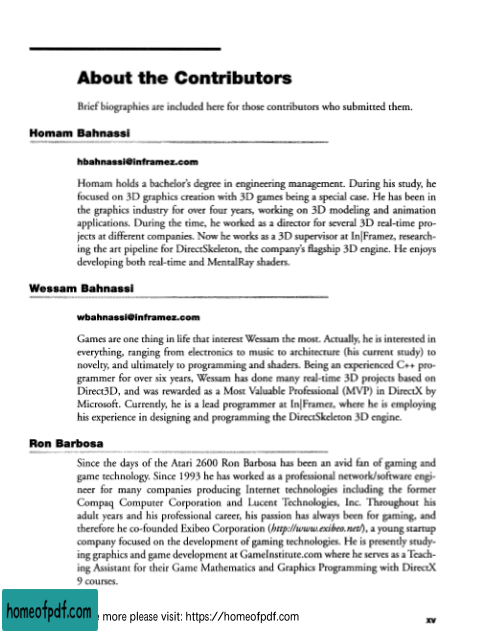 About the Contributors
Brief biographies are included here for those contributors who submitted them.
Homam Bahnassi
hbahnassi@inframez.com
Homam holds a bachelor's degree in engineering management. During his study, he
focused on 3D graphics creation with 3D games being a special case. He has been in
the graphics industry for over four years, working on 3D modeling and animation
applications. During the time, he worked as a director for several 3D real-time pro-
jects at different companies. Now he works as a 3D supervisor at In|Framez, research-
ing the art pipeline for DirectSkeleton, the company's flagship 3D engine. He enjoys
developing both real-time and MentalRay shaders.
Wessam Bahnassi
wbahnassi@inframez.com
Games are one thing in life that interest Wessam the most. Actually, he is interested in
everything, ranging from electronics to music to architecture (his current study) to
novelty, and ultimately to programming and shaders. Being an experienced C++ pro-
grammer for over six years, Wessam has done many real-time 3D projects based on
Direct3D, and was rewarded as a Most Valuable Professional (MVP) in DirectX by
Microsoft. Currently, he is a lead programmer at In|Framez, where he is employing
his experience in designing and programming the DirectSkeleton 3D engine.
Ron Barbosa
Since the days of the Atari 2600 Ron Barbosa has been an avid fan of gaming and
game technology. Since 1993 he has worked as a professional network/software engi-
neer for many companies producing Internet technologies including the former
Compaq Computer Corporation and Lucent Technologies, Inc. Throughout his
adult years and his professional career, his passion has always been for gaming, and
therefore he co-founded Exibeo Corporation (http://www.exibeo.net/), a young startup
company focused on the development of gaming technologies. He is presently study-
ing graphics and game development at GameInstitute.com where he serves as a Teach-
ing Assistant for their Game Mathematics and Graphics Programming with DirectX
9 courses.
homeofpdf.com
more please visit: https://homeofpdf.com
xv